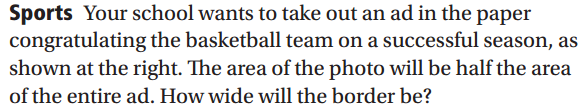 Sports Your school wants to take out an ad in the paper
congratulating the basketball team on a successful season, as
shown at the right. The area of the photo will be half the area
of the entire ad. How wide will the border be?